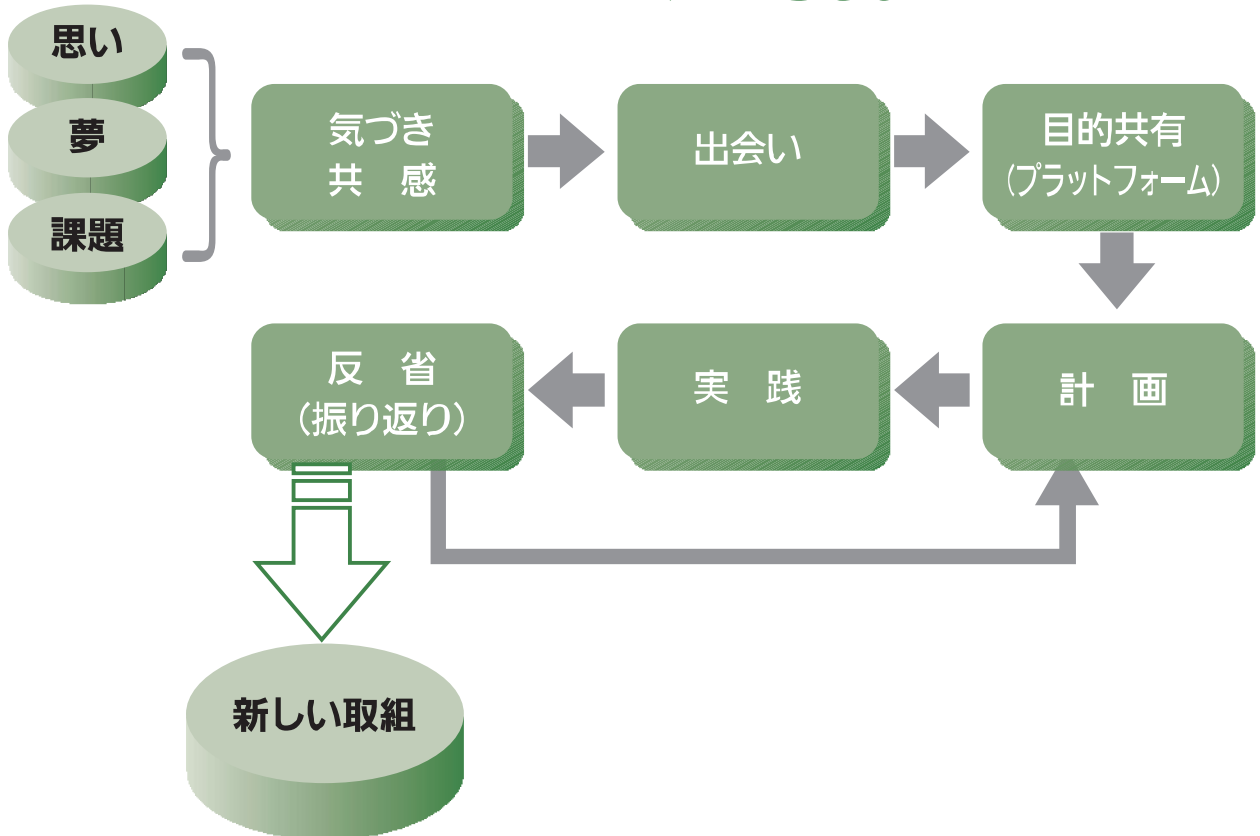 思い
夢
課題
気づき
共　感
出会い
目的共有
(プラットフォーム)
計　画
実　践
反　省
(振り返り)
新しい取組